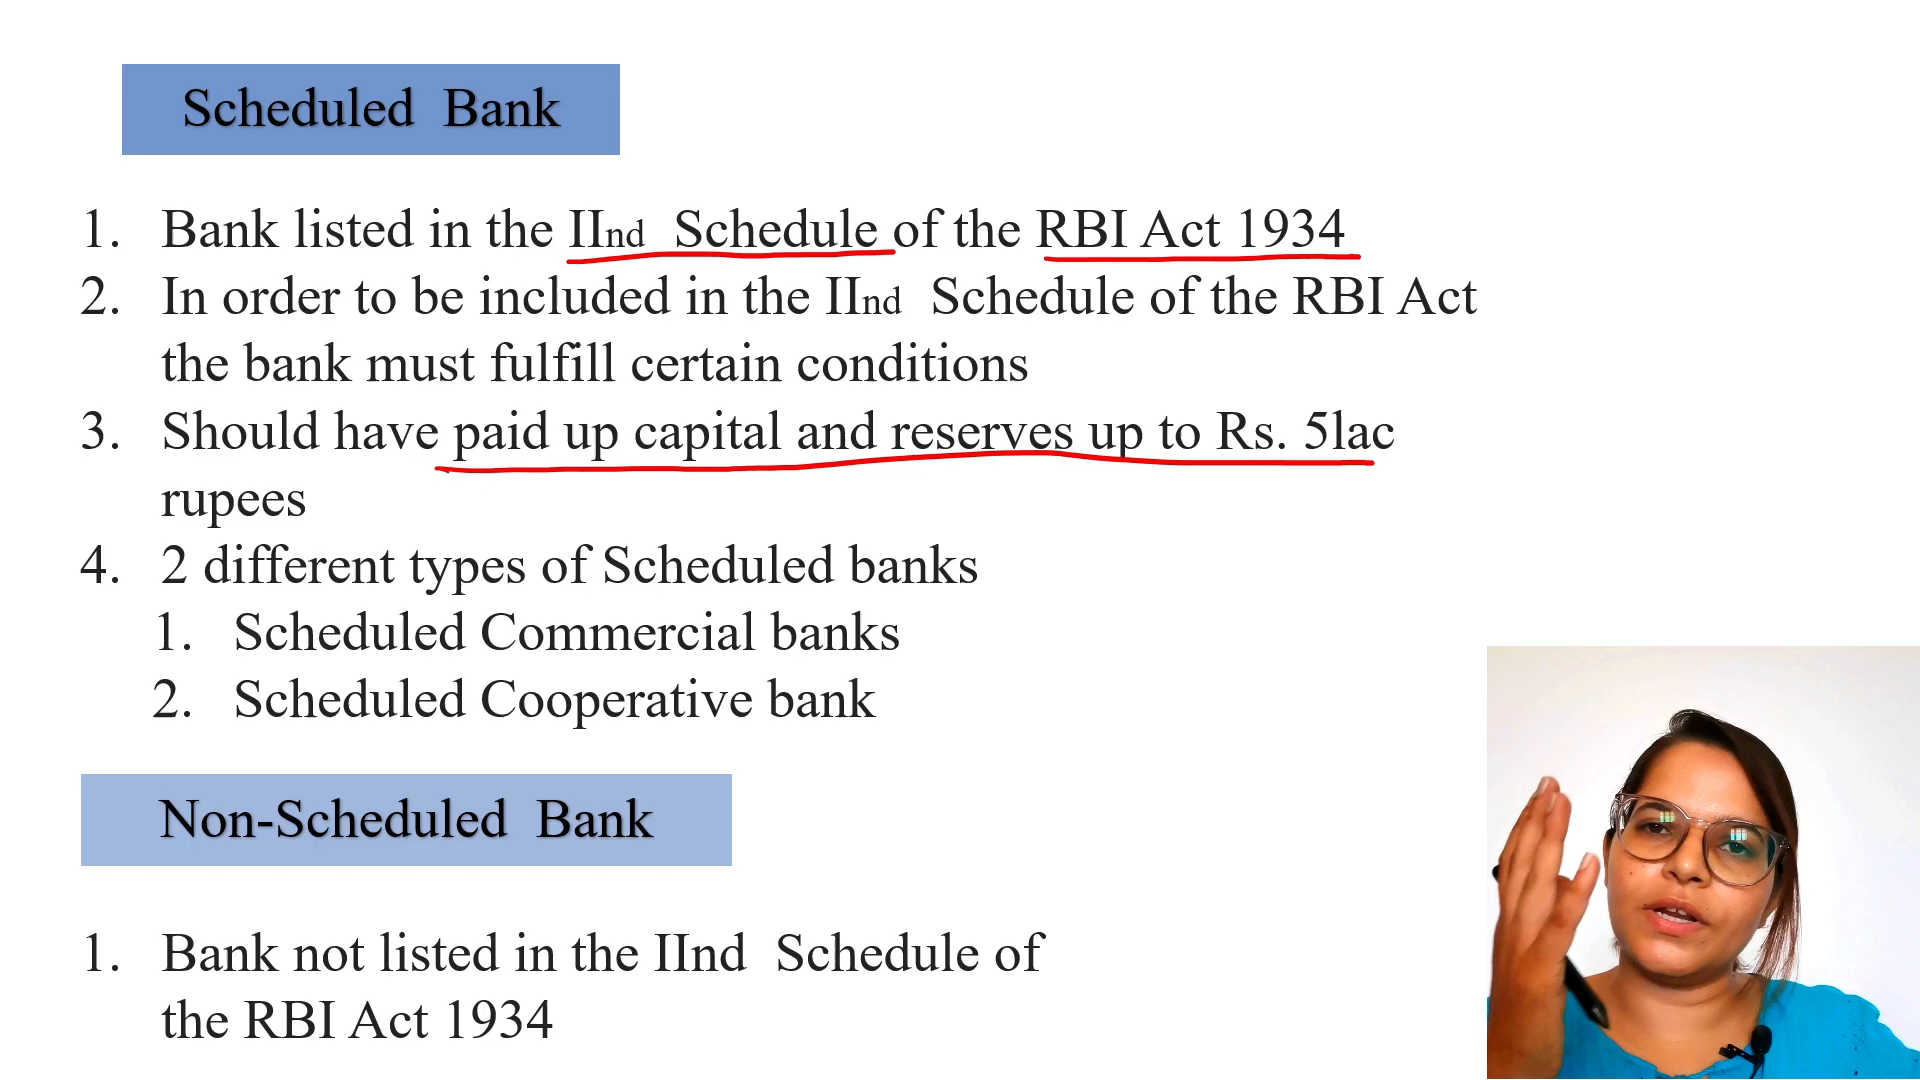 Scheduled Bank
1. Bank listed in the IInd Schedule of the RBI Act 1934
2. In order to be included in the IInd Schedule of the RBI Act
the bank must fulfill certain conditions
3. Should have paid up capital and reserves up to Rs. 5lac
rupees
4. 2 different types of Scheduled banks
1. Scheduled Commercial banks
2. Scheduled Cooperative bank
Non-Scheduled Bank
1. Bank not listed in the IInd Schedule of
the RBI Act 1934